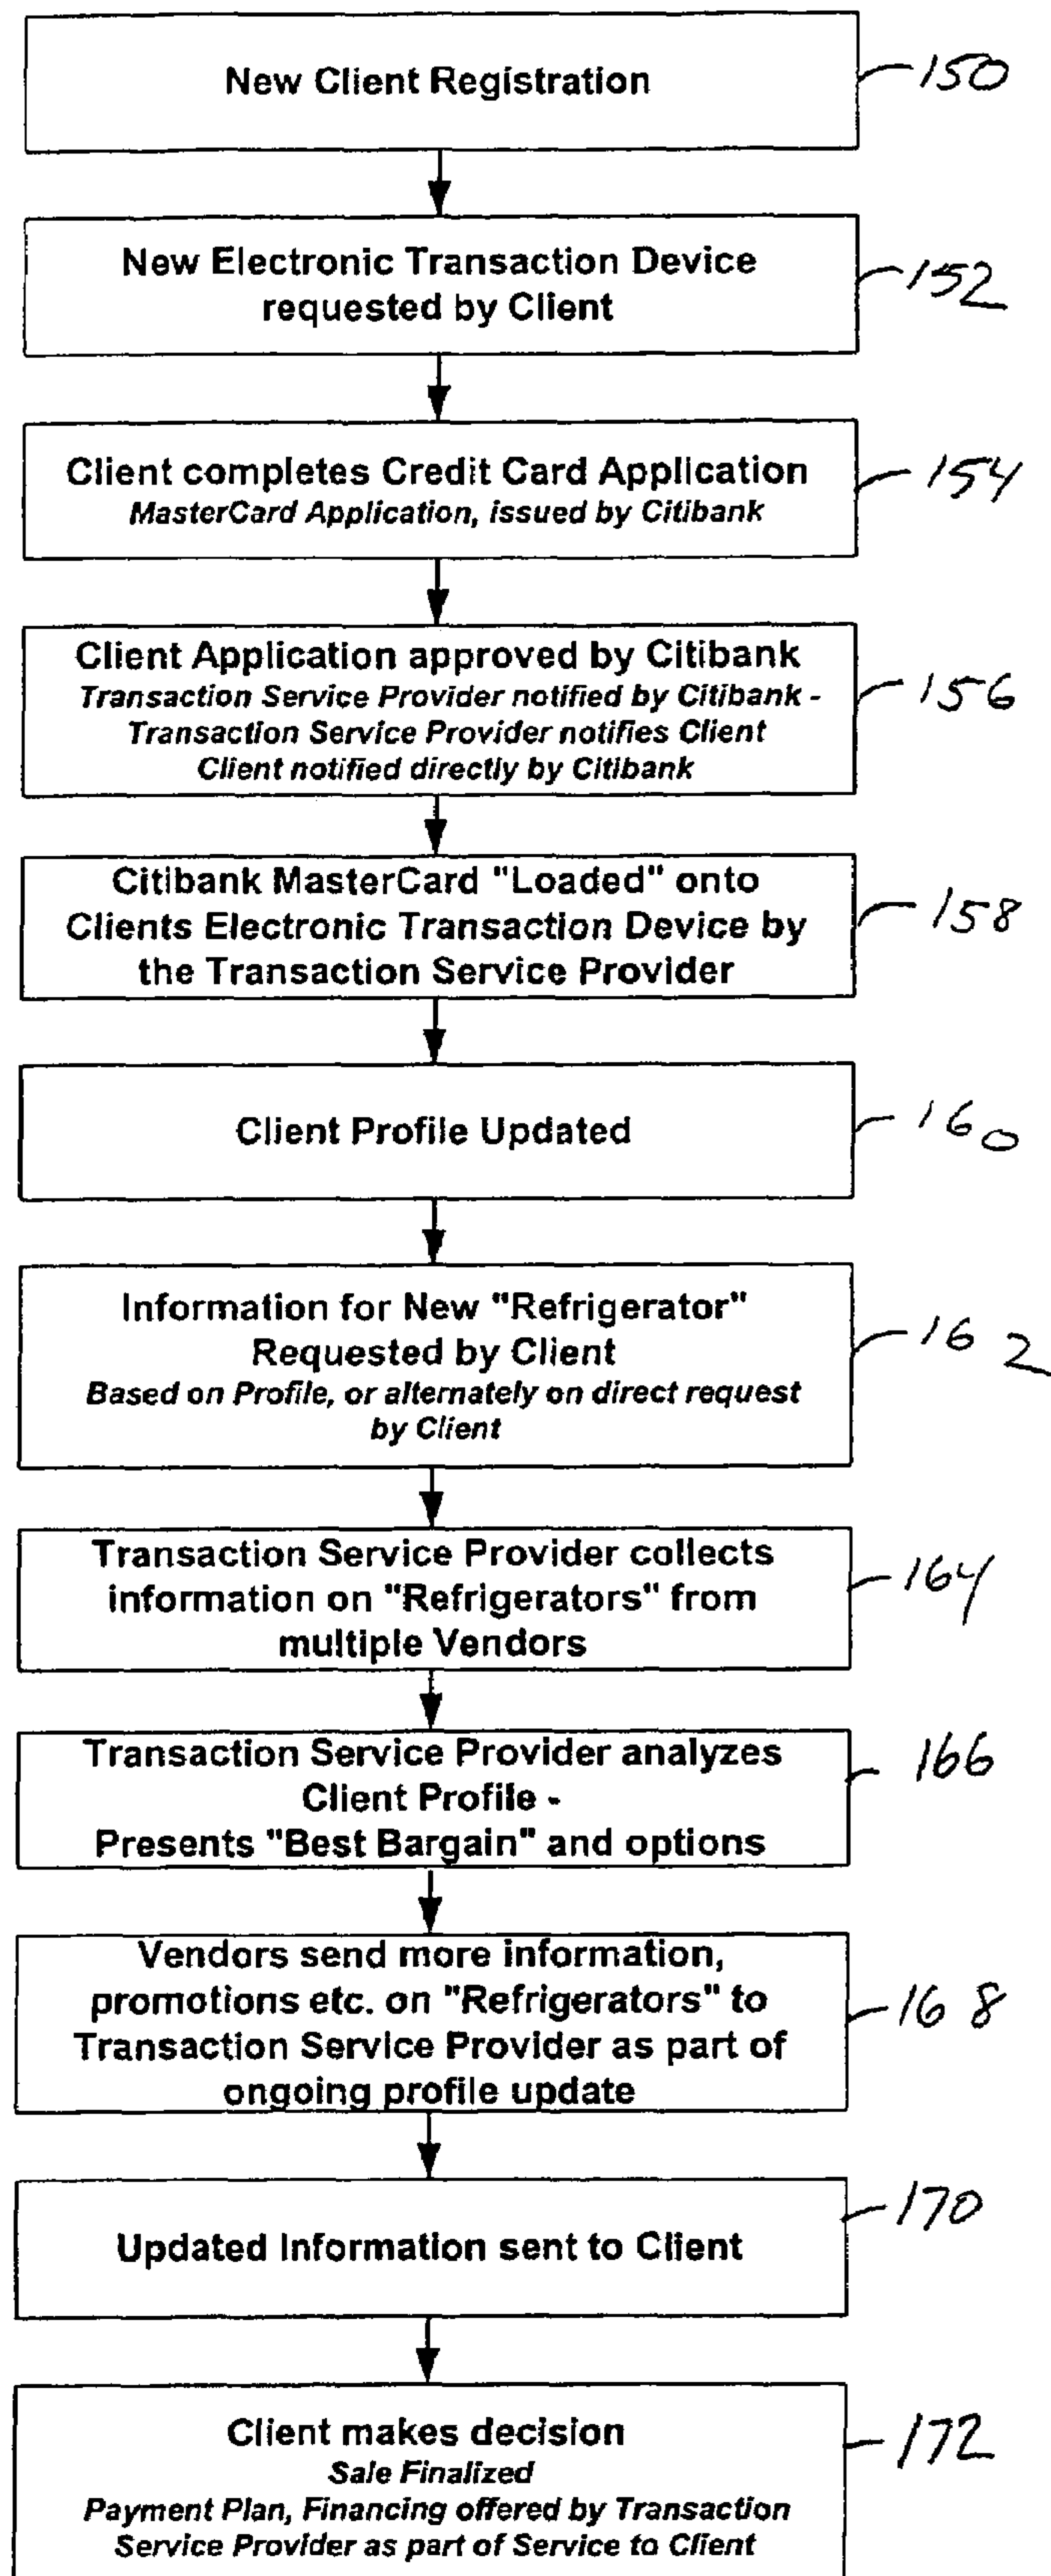 New Client Registration
150
New Electronic Transaction Device
requested by Client
152
Client completes Credit Card Application
MasterCard Application, issued by Citibank
154
Client Application approved by Citibank
Transaction Service Provider notified by Citibank -
Transaction Service Provider notifies Client
Client notified directly by Citibank
156
Citibank MasterCard "Loaded" onto
Clients Electronic Transaction Device by
the Transaction Service Provider
158
Client Profile Updated
160
Information for New "Refrigerator"
Requested by Client
Based on Profile, or alternately on direct request
by Client
162
Transaction Service Provider collects
information on "Refrigerators" from
multiple Vendors
164
Transaction Service Provider analyzes
Client Profile -
Presents "Best Bargain" and options
166
Vendors send more information,
promotions etc. on "Refrigerators" to
Transaction Service Provider as part of
ongoing profile update
168
Updated Information sent to Client
170
Client makes decision
Sale Finalized
Payment Plan, Financing offered by Transaction
Service Provider as part of Service to Client
172